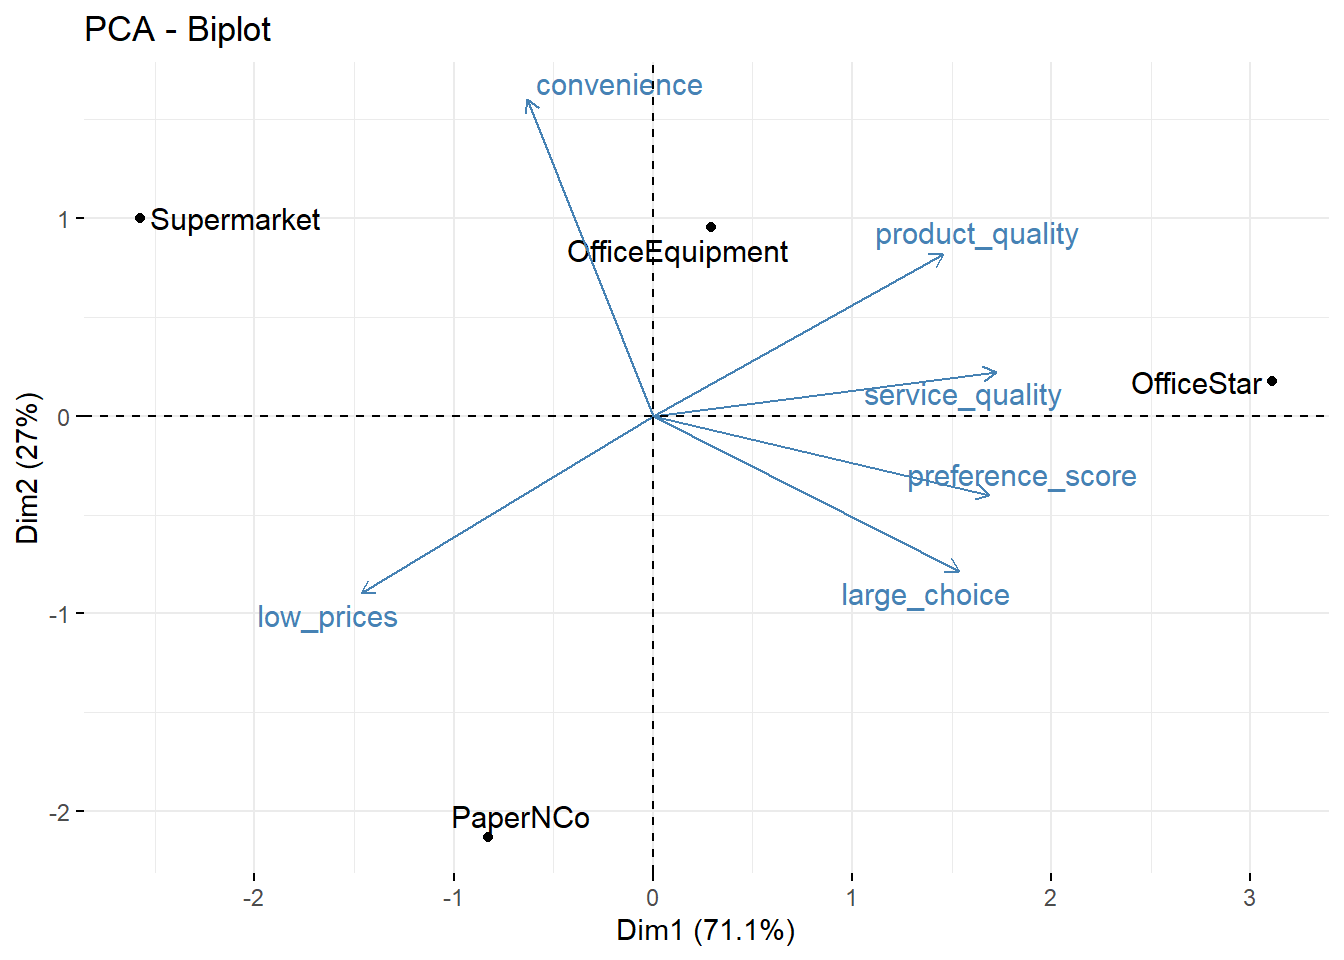 PCA - Biplot
convenience
Supermarket
OfficeEquipment
product_quality
OfficeStar
service_quality
preference_score
large_choice
low_prices
PaperNCo
1
0
-1
-2
Dim2 (27%)
-2
-1
0
1
2
3
Dim1 (71.1%)